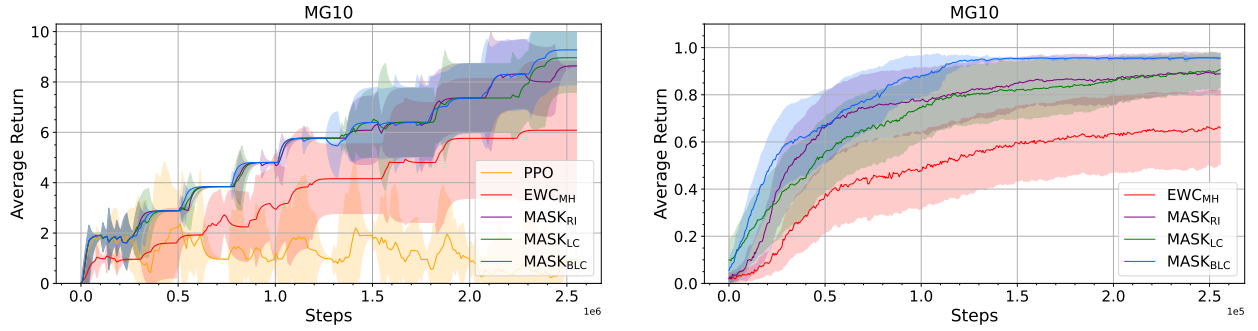 MG10
Average Return
10
8
6
4
2
0
0.0 0.5 1.0 1.5 2.0 2.5
1e6
Steps
PPO
EWC_MH
MASK_RI
MASK_LC
MASK_BLC
MG10
Average Return
1.0
0.8
0.6
0.4
0.2
0.0
0.0 0.5 1.0 1.5 2.0 2.5
1e5
Steps
EWC_MH
MASK_RI
MASK_LC
MASK_BLC